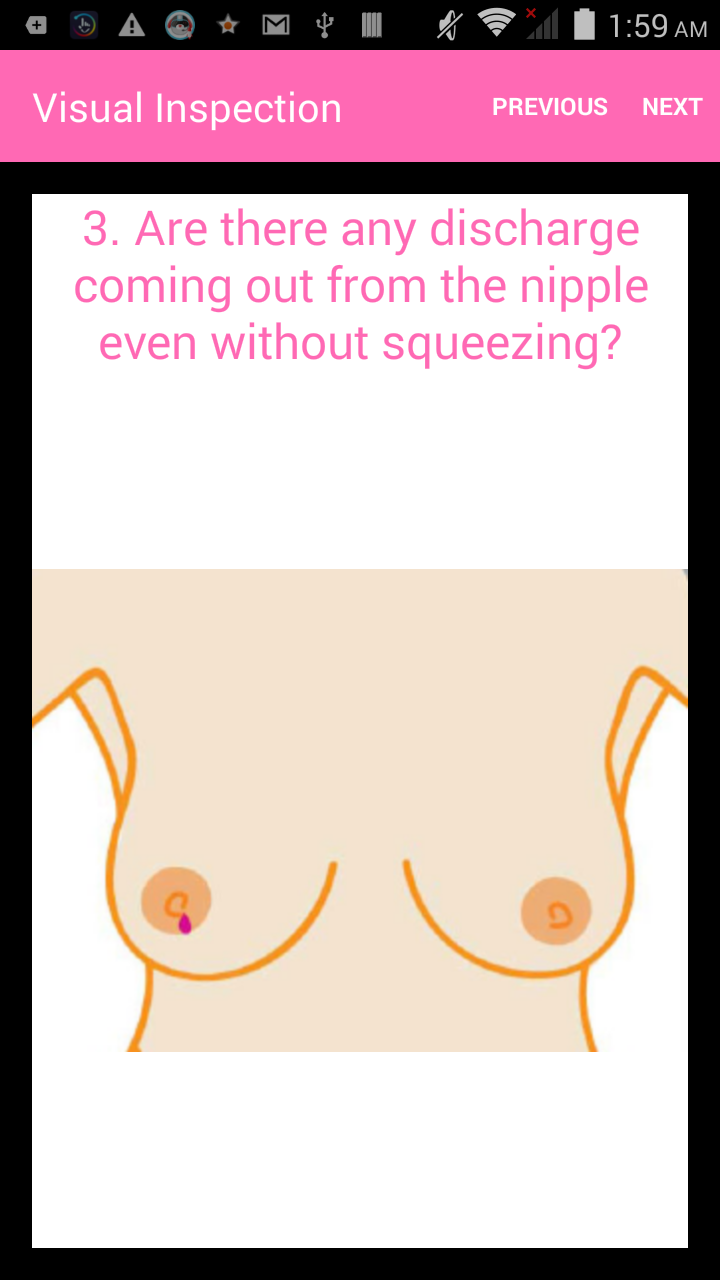 1:59 AM
Visual Inspection PREVIOUS NEXT
3. Are there any discharge
coming out from the nipple
even without squeezing?